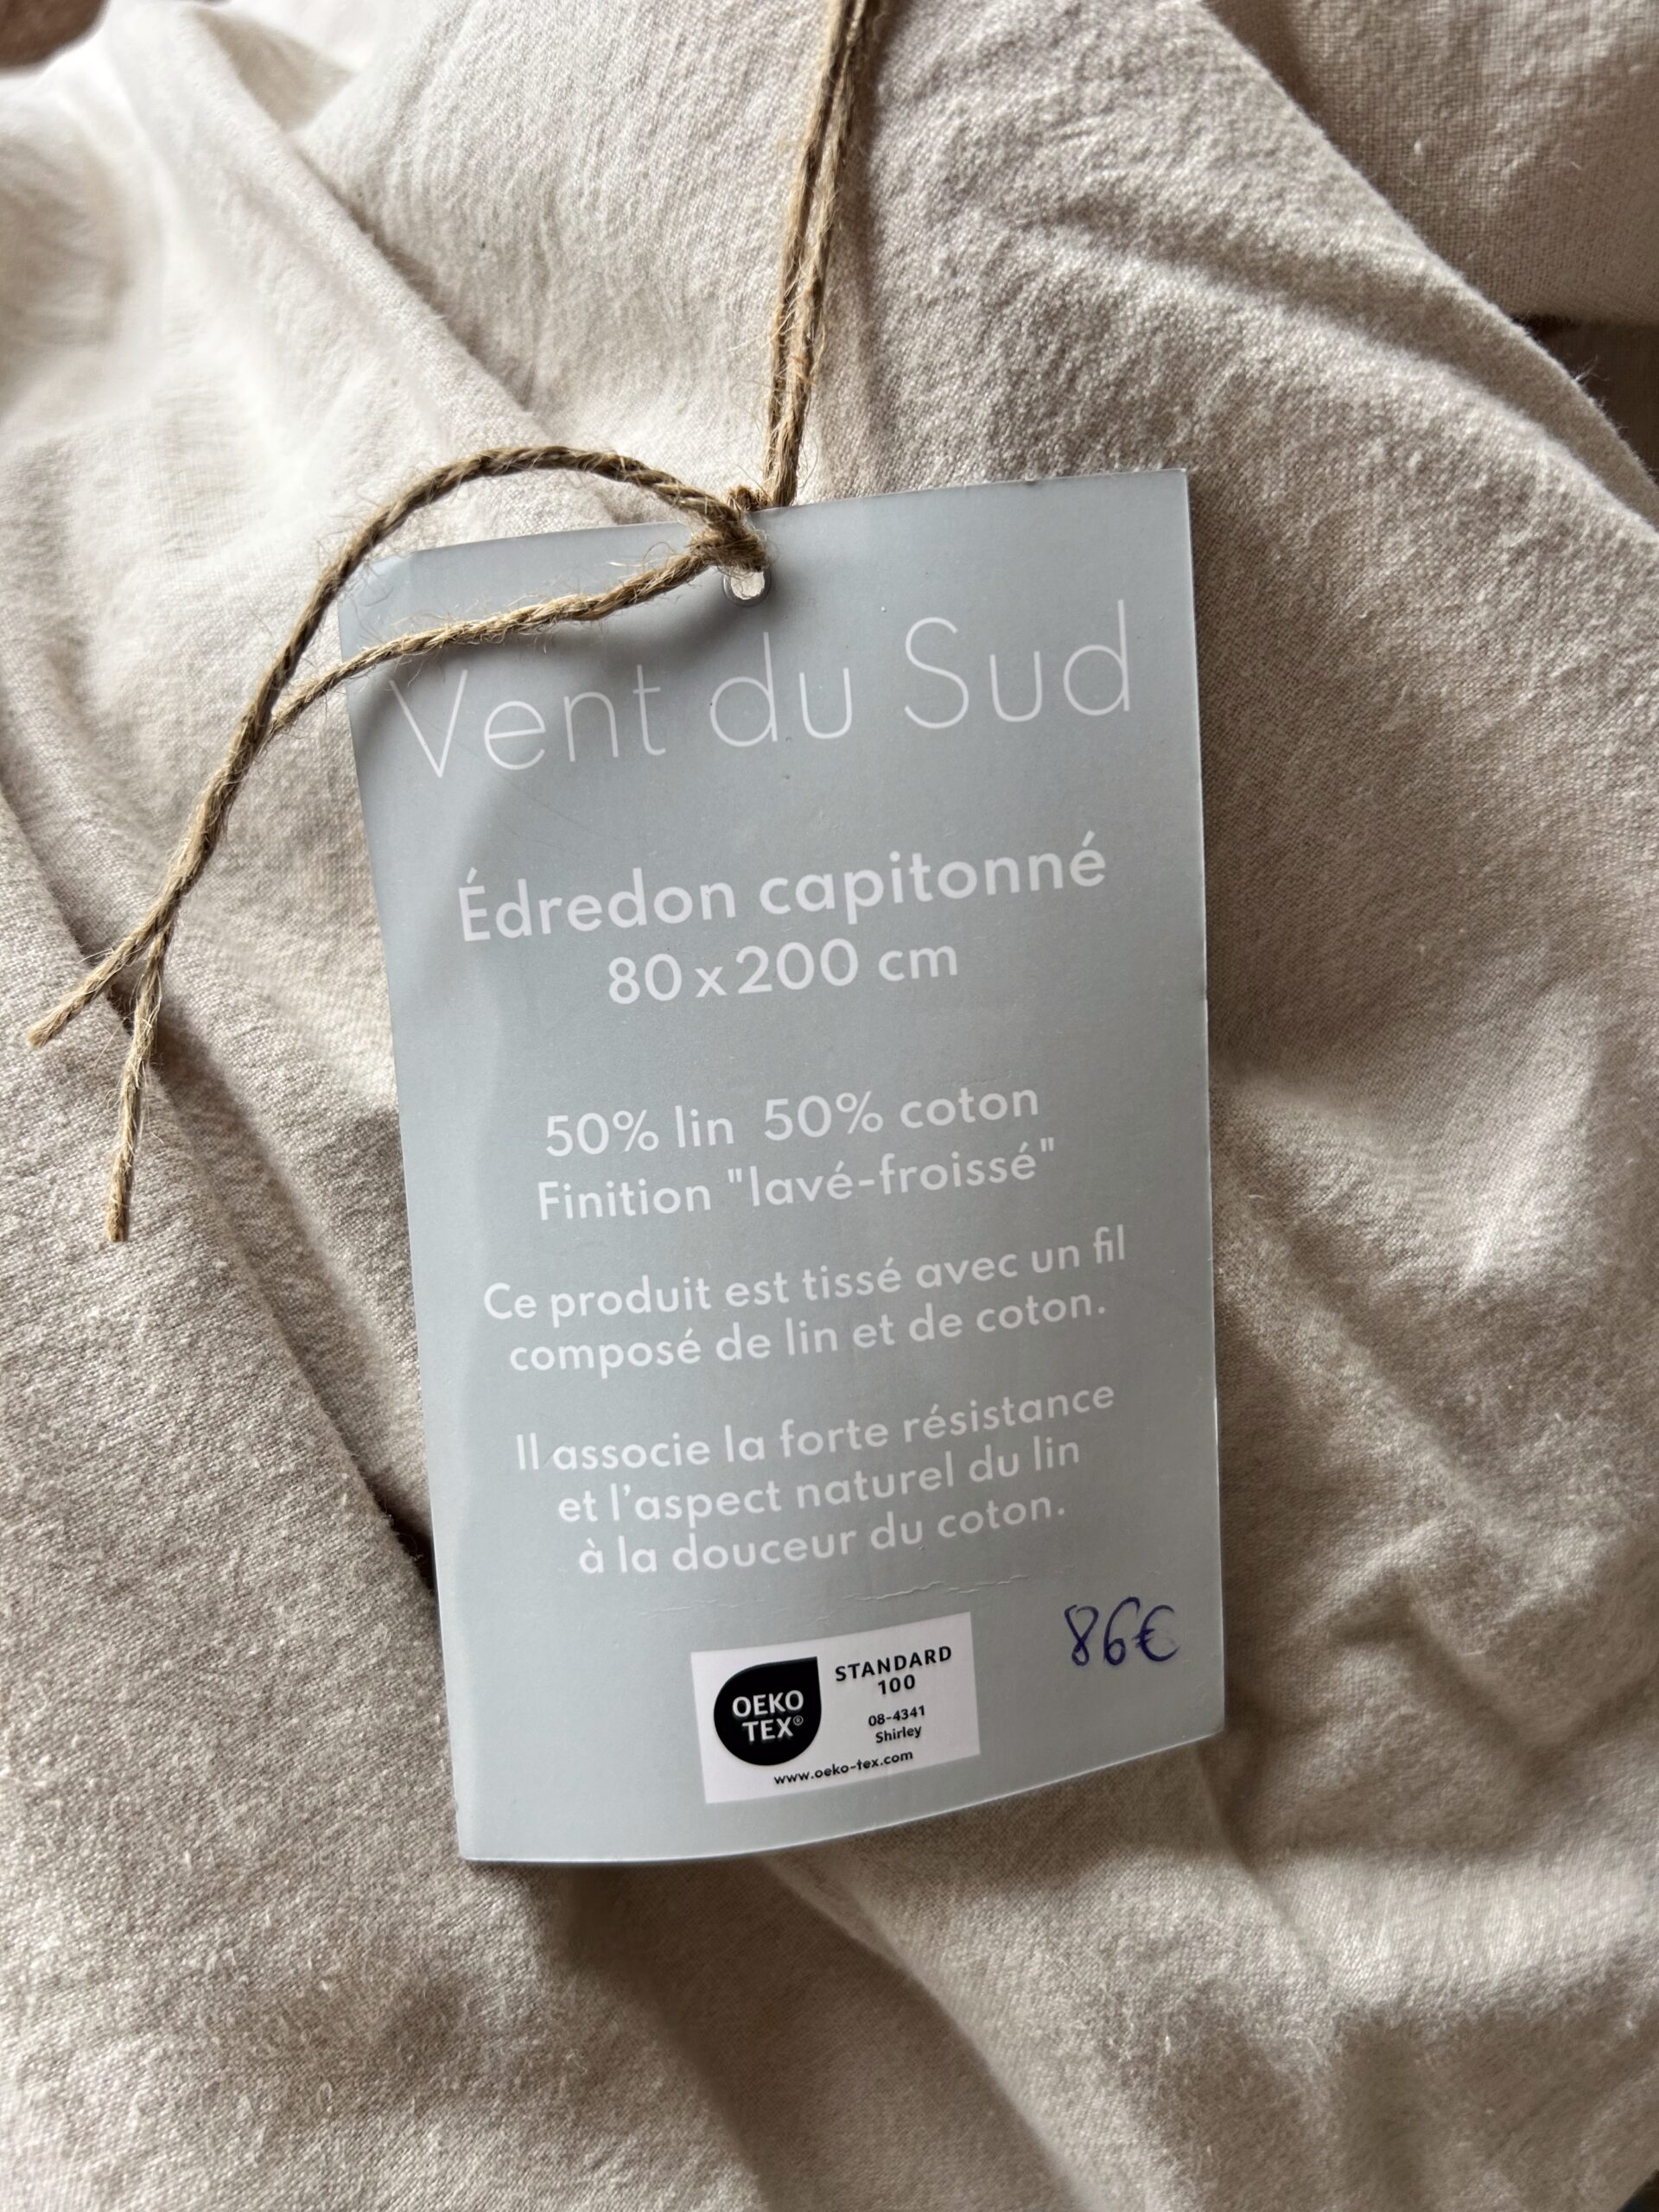 Vent du Sud
Édredon capitonné
80 x 200 cm
50% lin 50% coton
Finition "lavé-froissé"
Ce produit est tissé avec un fil
composé de lin et de coton.
Il associe la forte résistance
et l'aspect naturel du lin
à la douceur du coton.
86€
OEKO
TEX®
STANDARD
100
08-4341
Shirley
www.oeko-tex.com